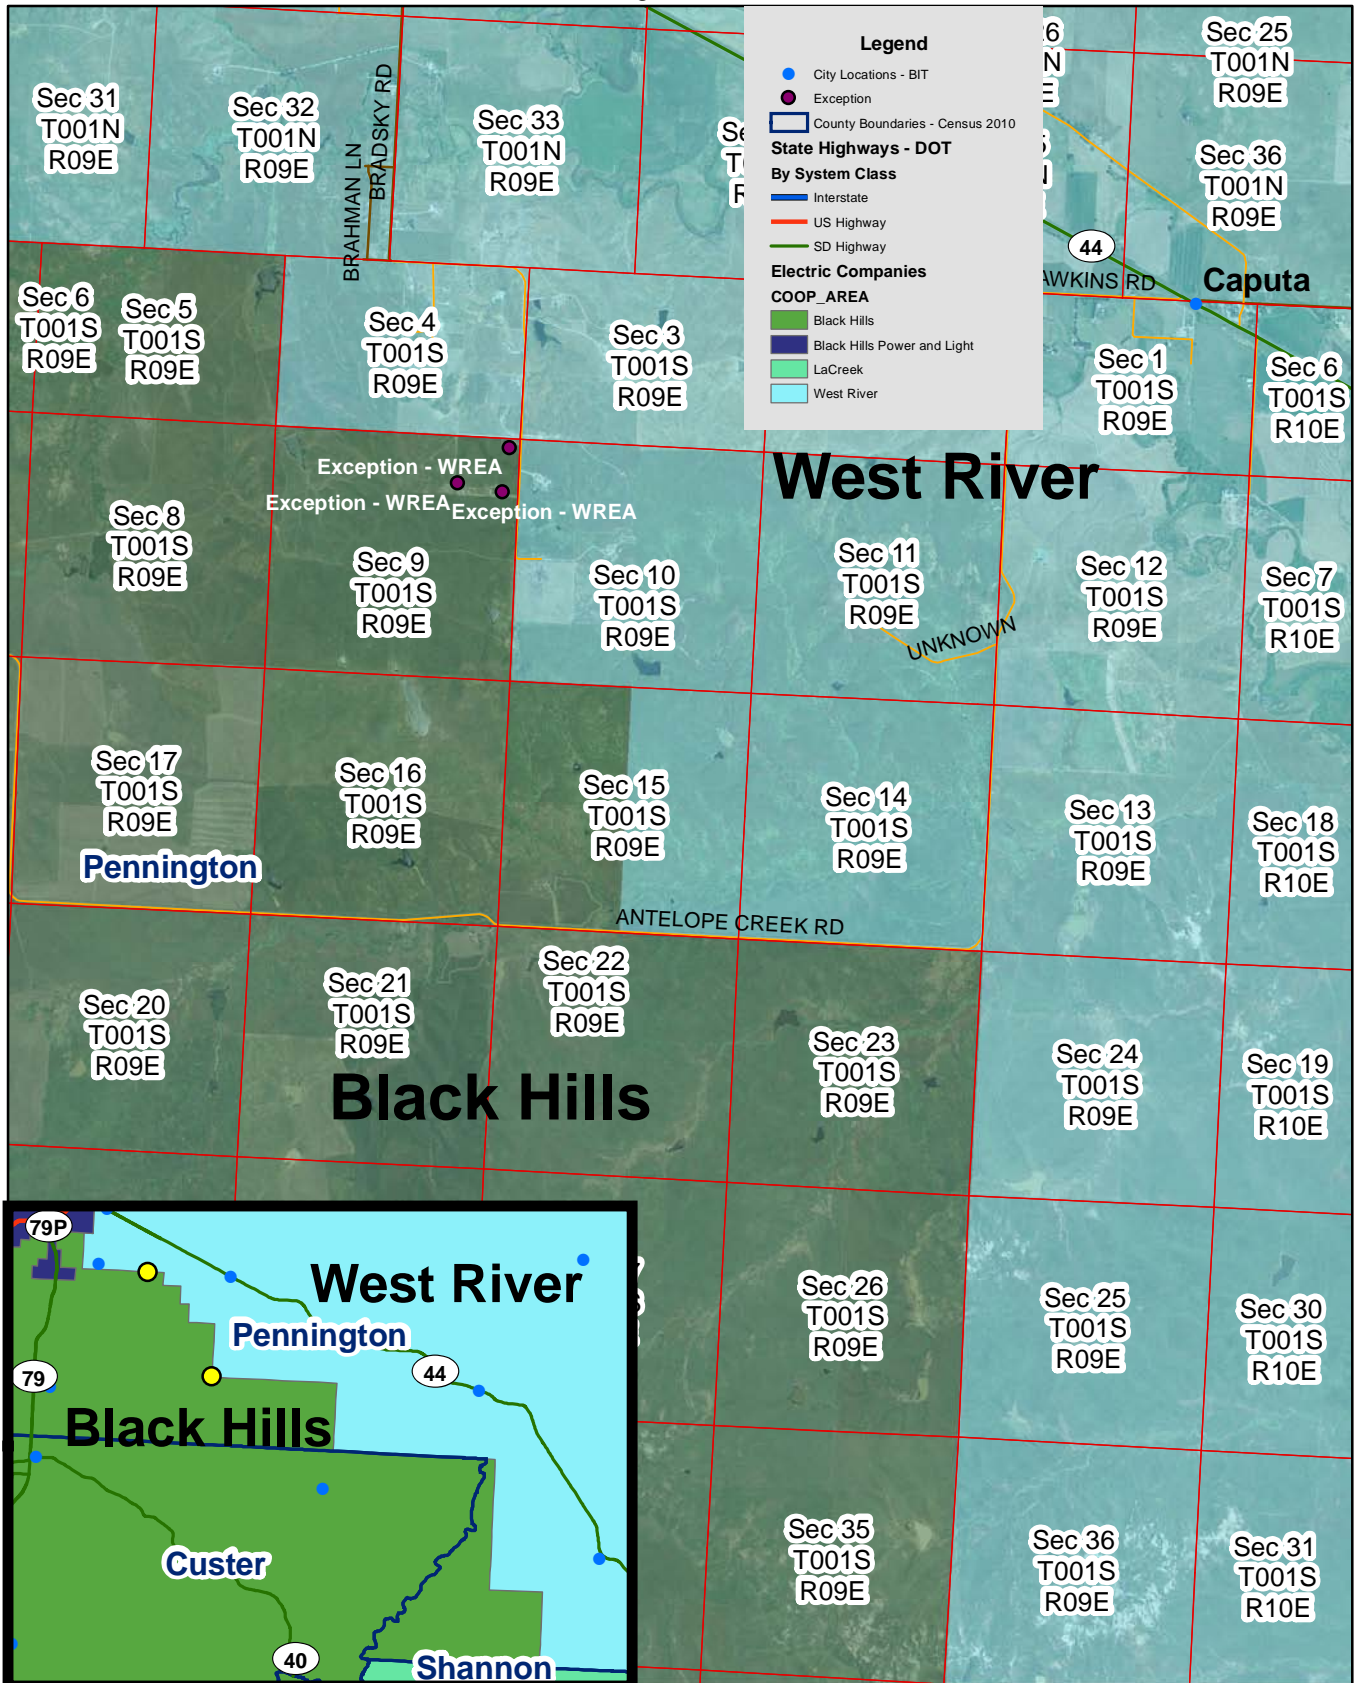 Legend
City Locations - BIT
Exception
County Boundaries - Census 2010
State Highways - DOT
By System Class
Interstate
US Highway
SD Highway
Electric Companies
COOP_AREA
Black Hills
Black Hills Power and Light
LaCreek
West River
Sec 25
T001N
R09E
Sec 31
T001N
R09E
Sec 32
T001N
R09E
BRAHMAN LN
BRADSKY RD
Sec 33
T001N
R09E
Sec 36
T001N
R09E
44
Caputa
Sec 6
T001S
R09E
Sec 5
T001S
R09E
Sec 4
T001S
R09E
Sec 3
T001S
R09E
Sec 1
T001S
R09E
Sec 6
T001S
R10E
Exception - WREA
Exception - WREA
Exception - WREA
West River
Sec 8
T001S
R09E
Sec 9
T001S
R09E
Sec 10
T001S
R09E
Sec 11
T001S
R09E
UNKNOWN
Sec 12
T001S
R09E
Sec 7
T001S
R10E
Sec 17
T001S
R09E
Pennington
Sec 16
T001S
R09E
Sec 15
T001S
R09E
Sec 14
T001S
R09E
Sec 13
T001S
R09E
Sec 18
T001S
R10E
ANTELOPE CREEK RD
Sec 20
T001S
R09E
Sec 21
T001S
R09E
Sec 22
T001S
R09E
Sec 23
T001S
R09E
Sec 24
T001S
R09E
Sec 19
T001S
R10E
Black Hills
Sec 26
T001S
R09E
Sec 25
T001S
R09E
Sec 30
T001S
R10E
Sec 35
T001S
R09E
Sec 36
T001S
R09E
Sec 31
T001S
R10E
79P
West River
Pennington
79
44
Black Hills
Custer
40
Shannon